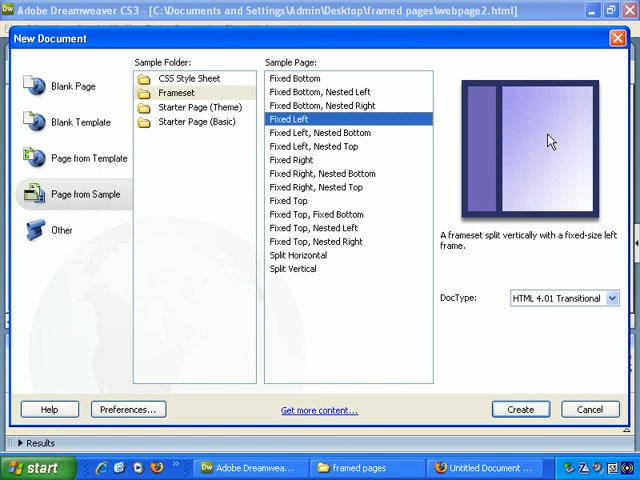 Adobe Dreamweaver CS3 - [C:\Documents and Settings\Admin\Desktop\framed pages\webpage2.html]
New Document
Blank Page
Blank Template
Page from Template
Page from Sample
Other
Sample Folder:
CSS Style Sheet
Frameset
Starter Page (Theme)
Starter Page (Basic)
Sample Page:
Fixed Bottom
Fixed Bottom, Nested Left
Fixed Bottom, Nested Right
Fixed Left
Fixed Left, Nested Bottom
Fixed Left, Nested Top
Fixed Right
Fixed Right, Nested Bottom
Fixed Right, Nested Top
Fixed Top
Fixed Top, Fixed Bottom
Fixed Top, Nested Left
Fixed Top, Nested Right
Split Horizontal
Split Vertical
A frameset split vertically with a fixed-size left
frame.
DocType:
HTML 4.01 Transitional
Help
Preferences...
Get more content...
Create
Cancel
Results
start
Adobe Dreamwea...
framed pages
Untitled Document ...